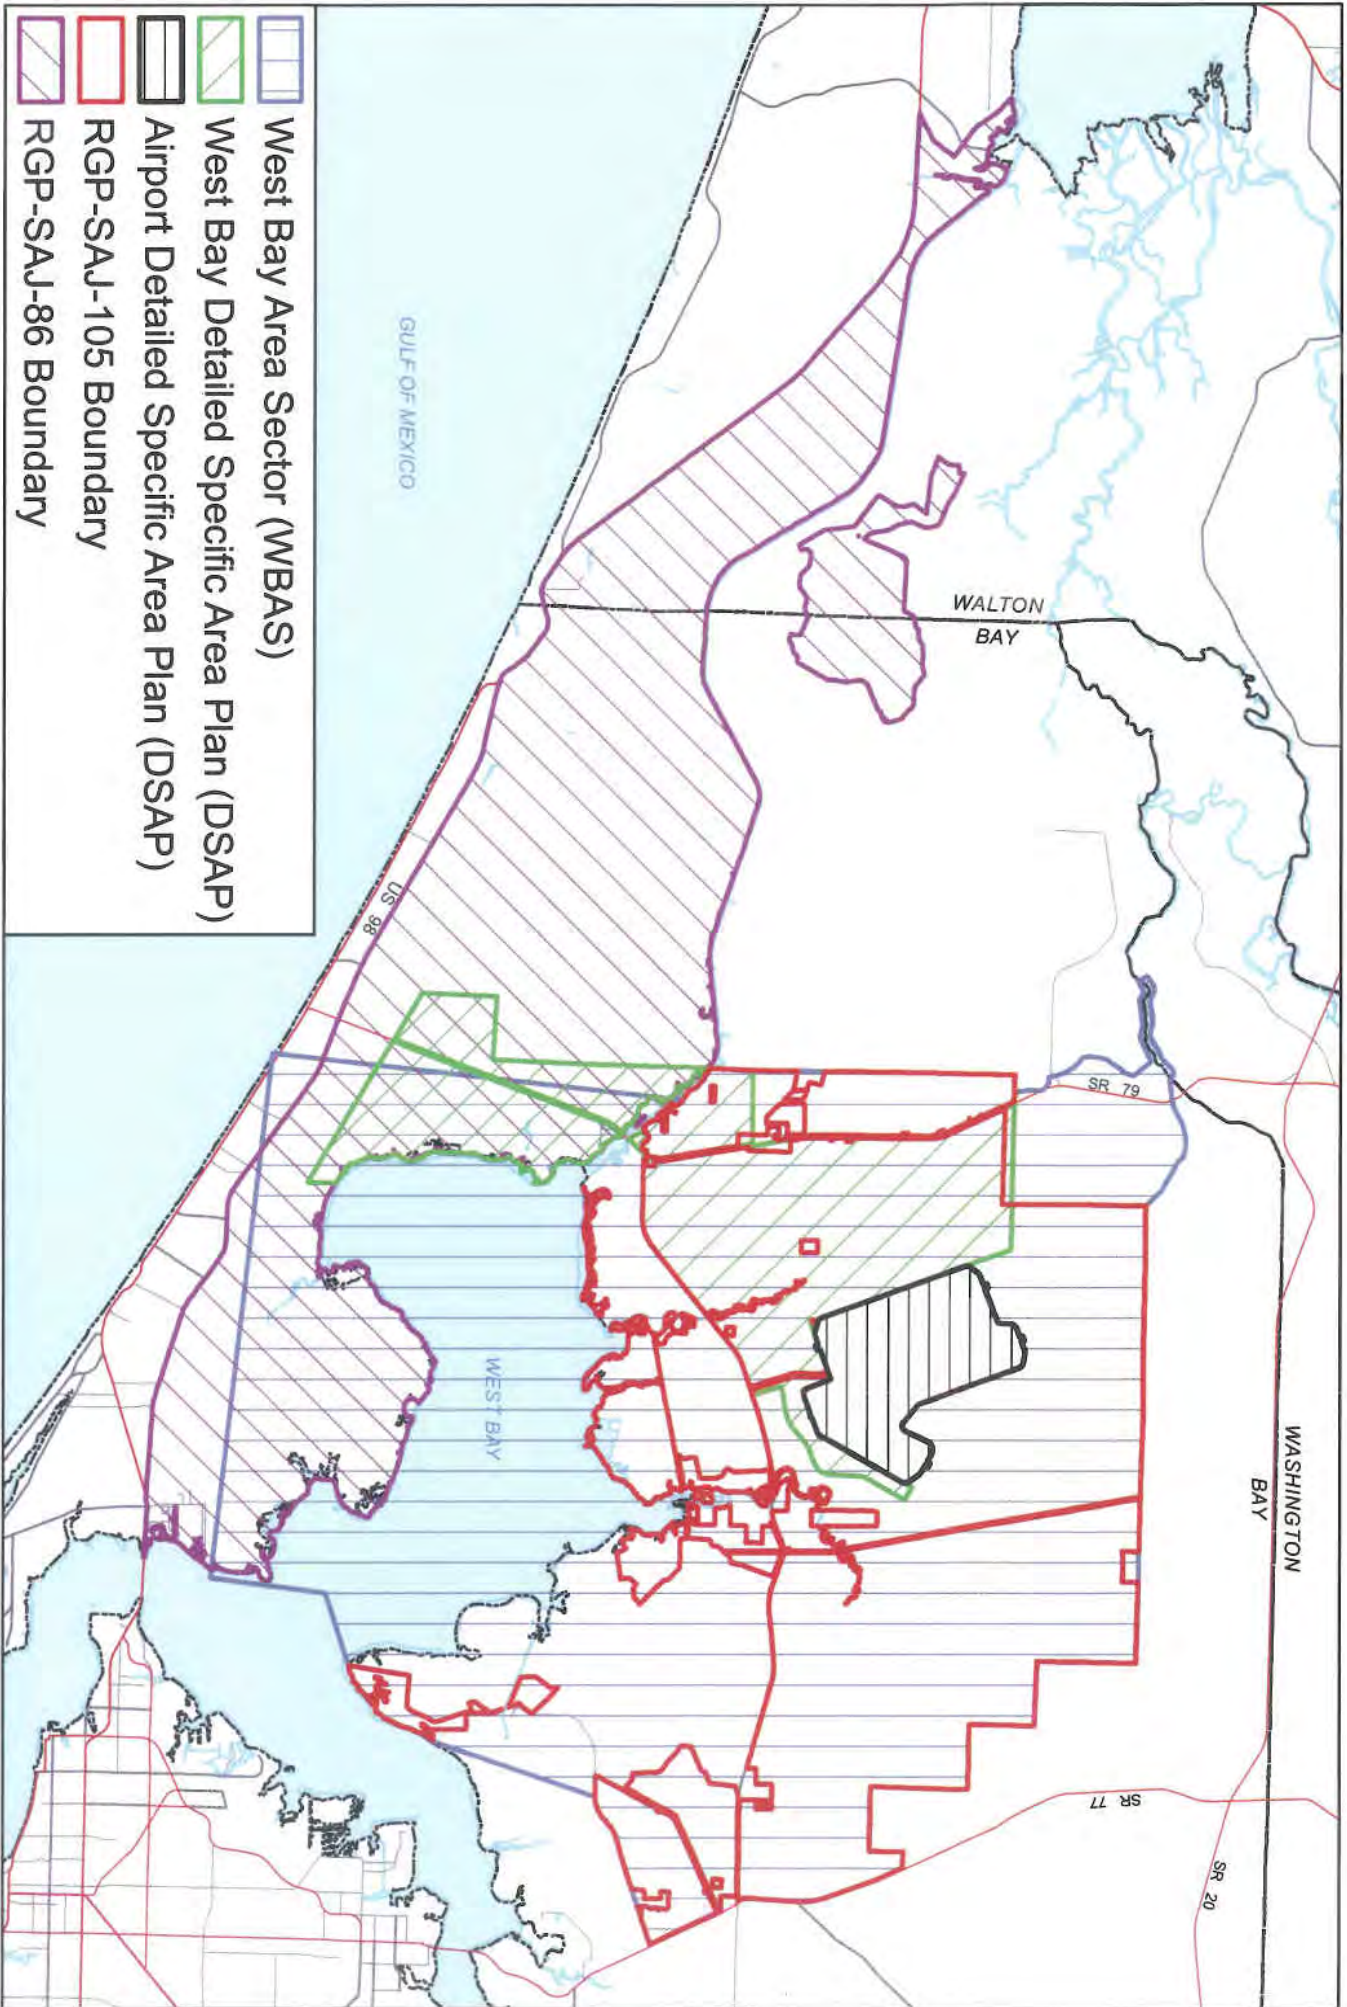 WALTON
BAY
WASHINGTON
BAY
SR 79
SR 77
SR 20
US 98
WEST BAY
GULF OF MEXICO
West Bay Area Sector (WBAS)
West Bay Detailed Specific Area Plan (DSAP)
Airport Detailed Specific Area Plan (DSAP)
RGP-SAJ-105 Boundary
RGP-SAJ-86 Boundary